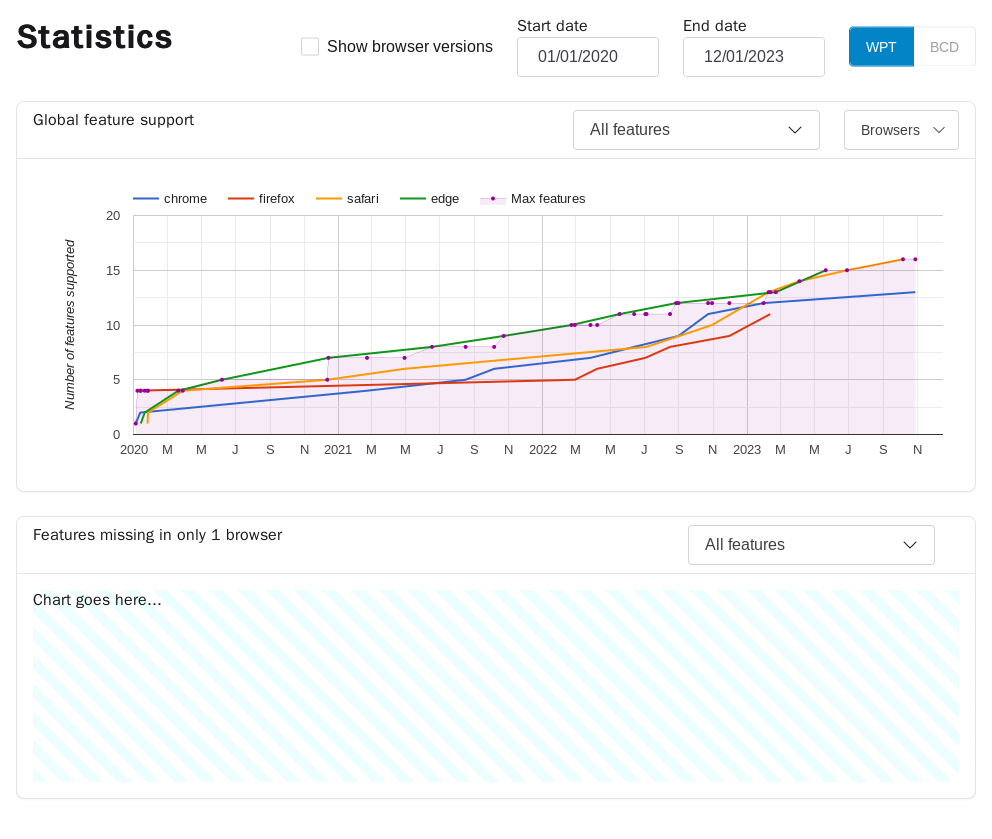 Statistics
Show browser versions
Start date
01/01/2020
End date
12/01/2023
WPT
BCD
Global feature support
All features
Browsers
chrome firefox safari edge Max features
Number of features supported
20
15
10
5
0
2020 M M J S N 2021 M M J S N 2022 M M J S N 2023 M M J S N
Features missing in only 1 browser
All features
Chart goes here...